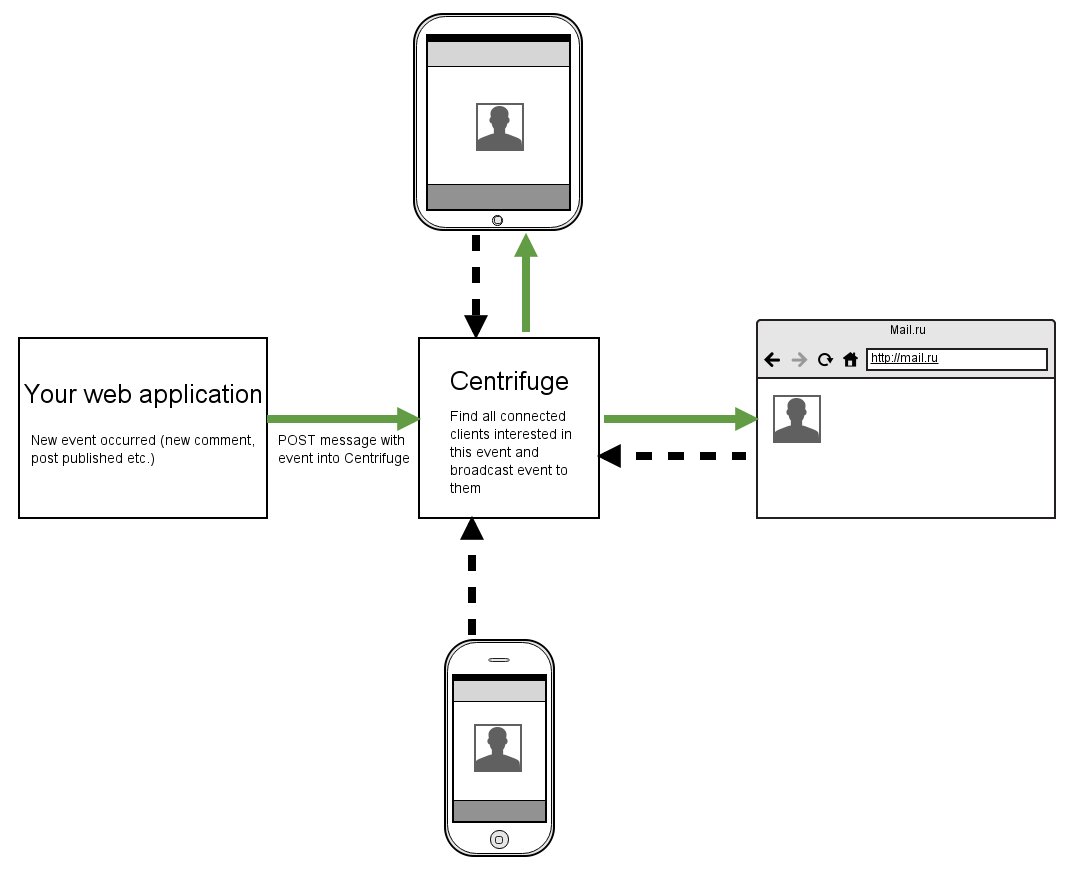 Your web application
New event occurred (new comment,
post published etc.)
POST message with
event into Centrifuge
Centrifuge
Find all connected
clients interested in
this event and
broadcast event to
them
Mail.ru
http://mail.ru